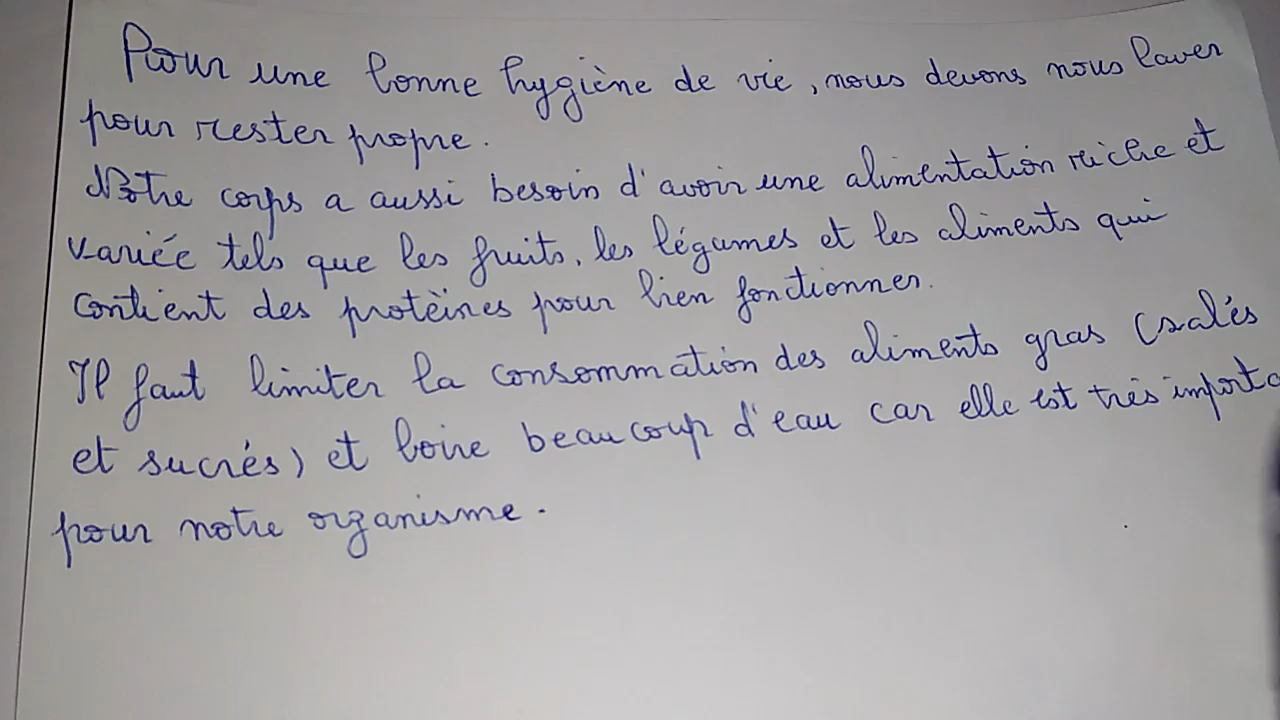 Pour une bonne hygiène de vie, nous devons nous laver
pour rester propre.
Notre corps a aussi besoin d'avoir une alimentation riche et
variée tels que les fruits, les légumes et les aliments qui
contient des protèines pour bien fonctionner.
Il faut limiter la consommation des aliments gras (salés
et sucrés) et boire beaucoup d'eau car elle est très importa
pour notre organisme.